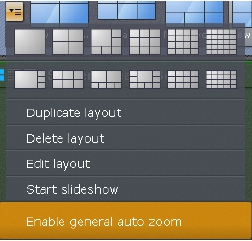 Duplicate layout
Delete layout
Edit layout
Start slideshow
Enable general auto zoom